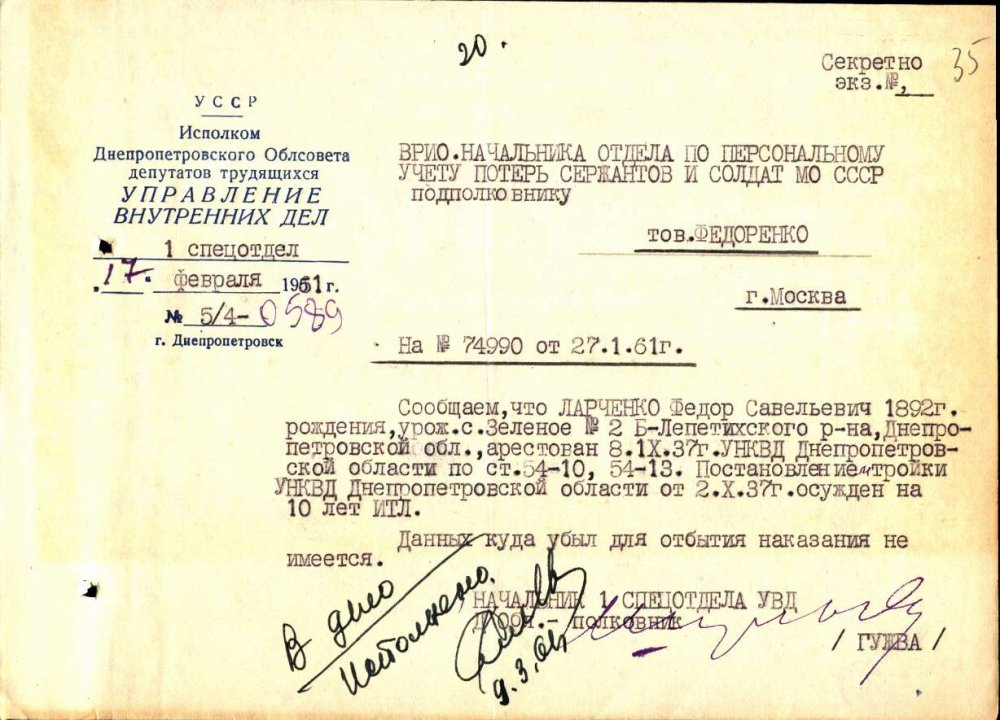 20.
Секретно
экз.№,
35
УССР
Исполком
Днепропетровского Облсовета
депутатов трудящихся
УПРАВЛЕНИЕ
ВНУТРЕННИХ ДЕЛ
1 спецотдел
"17" февраля 1961 г.
№ 5/4-0589
г. Днепропетровск
ВРИО.НАЧАЛЬНИКА ОТДЕЛА ПО ПЕРСОНАЛЬНОМУ
УЧЕТУ ПОТЕРЬ СЕРЖАНТОВ И СОЛДАТ МО СССР
подполковнику
тов.ФЕДОРЕНКО
г.Москва
На № 74990 от 27.1.61г.
Сообщаем,что ЛАРЧЕНКО Федор Савельевич 1892г.
рождения,урож.с.Зеленое № 2 Б-Лепетихского р-на,Днепро-
петровской обл.,арестован 8.IX.37г.УНКВД Днепропетров-
ской области по ст.54-10, 54-13. Постановлением тройки
УНКВД Днепропетровской области от 2.X.37г.осужден на
10 лет ИТЛ.
Данных куда убыл для отбытия наказания не
имеется.
НАЧАЛЬНИК 1 СПЕЦОТДЕЛА УВД
- полковник
/ ГУЖВА /
В дело
Исполнено.
9.3.61